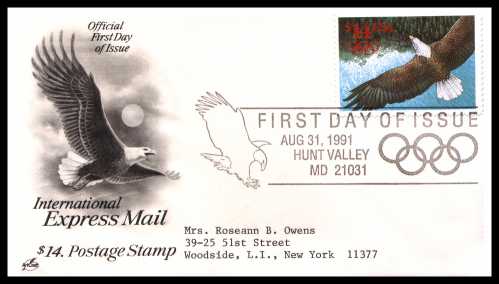 Official
First Day
of Issue
International
Express Mail
$14. Postage Stamp
FIRST DAY OF ISSUE
AUG 31, 1991
HUNT VALLEY
MD 21031
Mrs. Roseann B. Owens
39-25 51st Street
Woodside, L.I., New York 11377